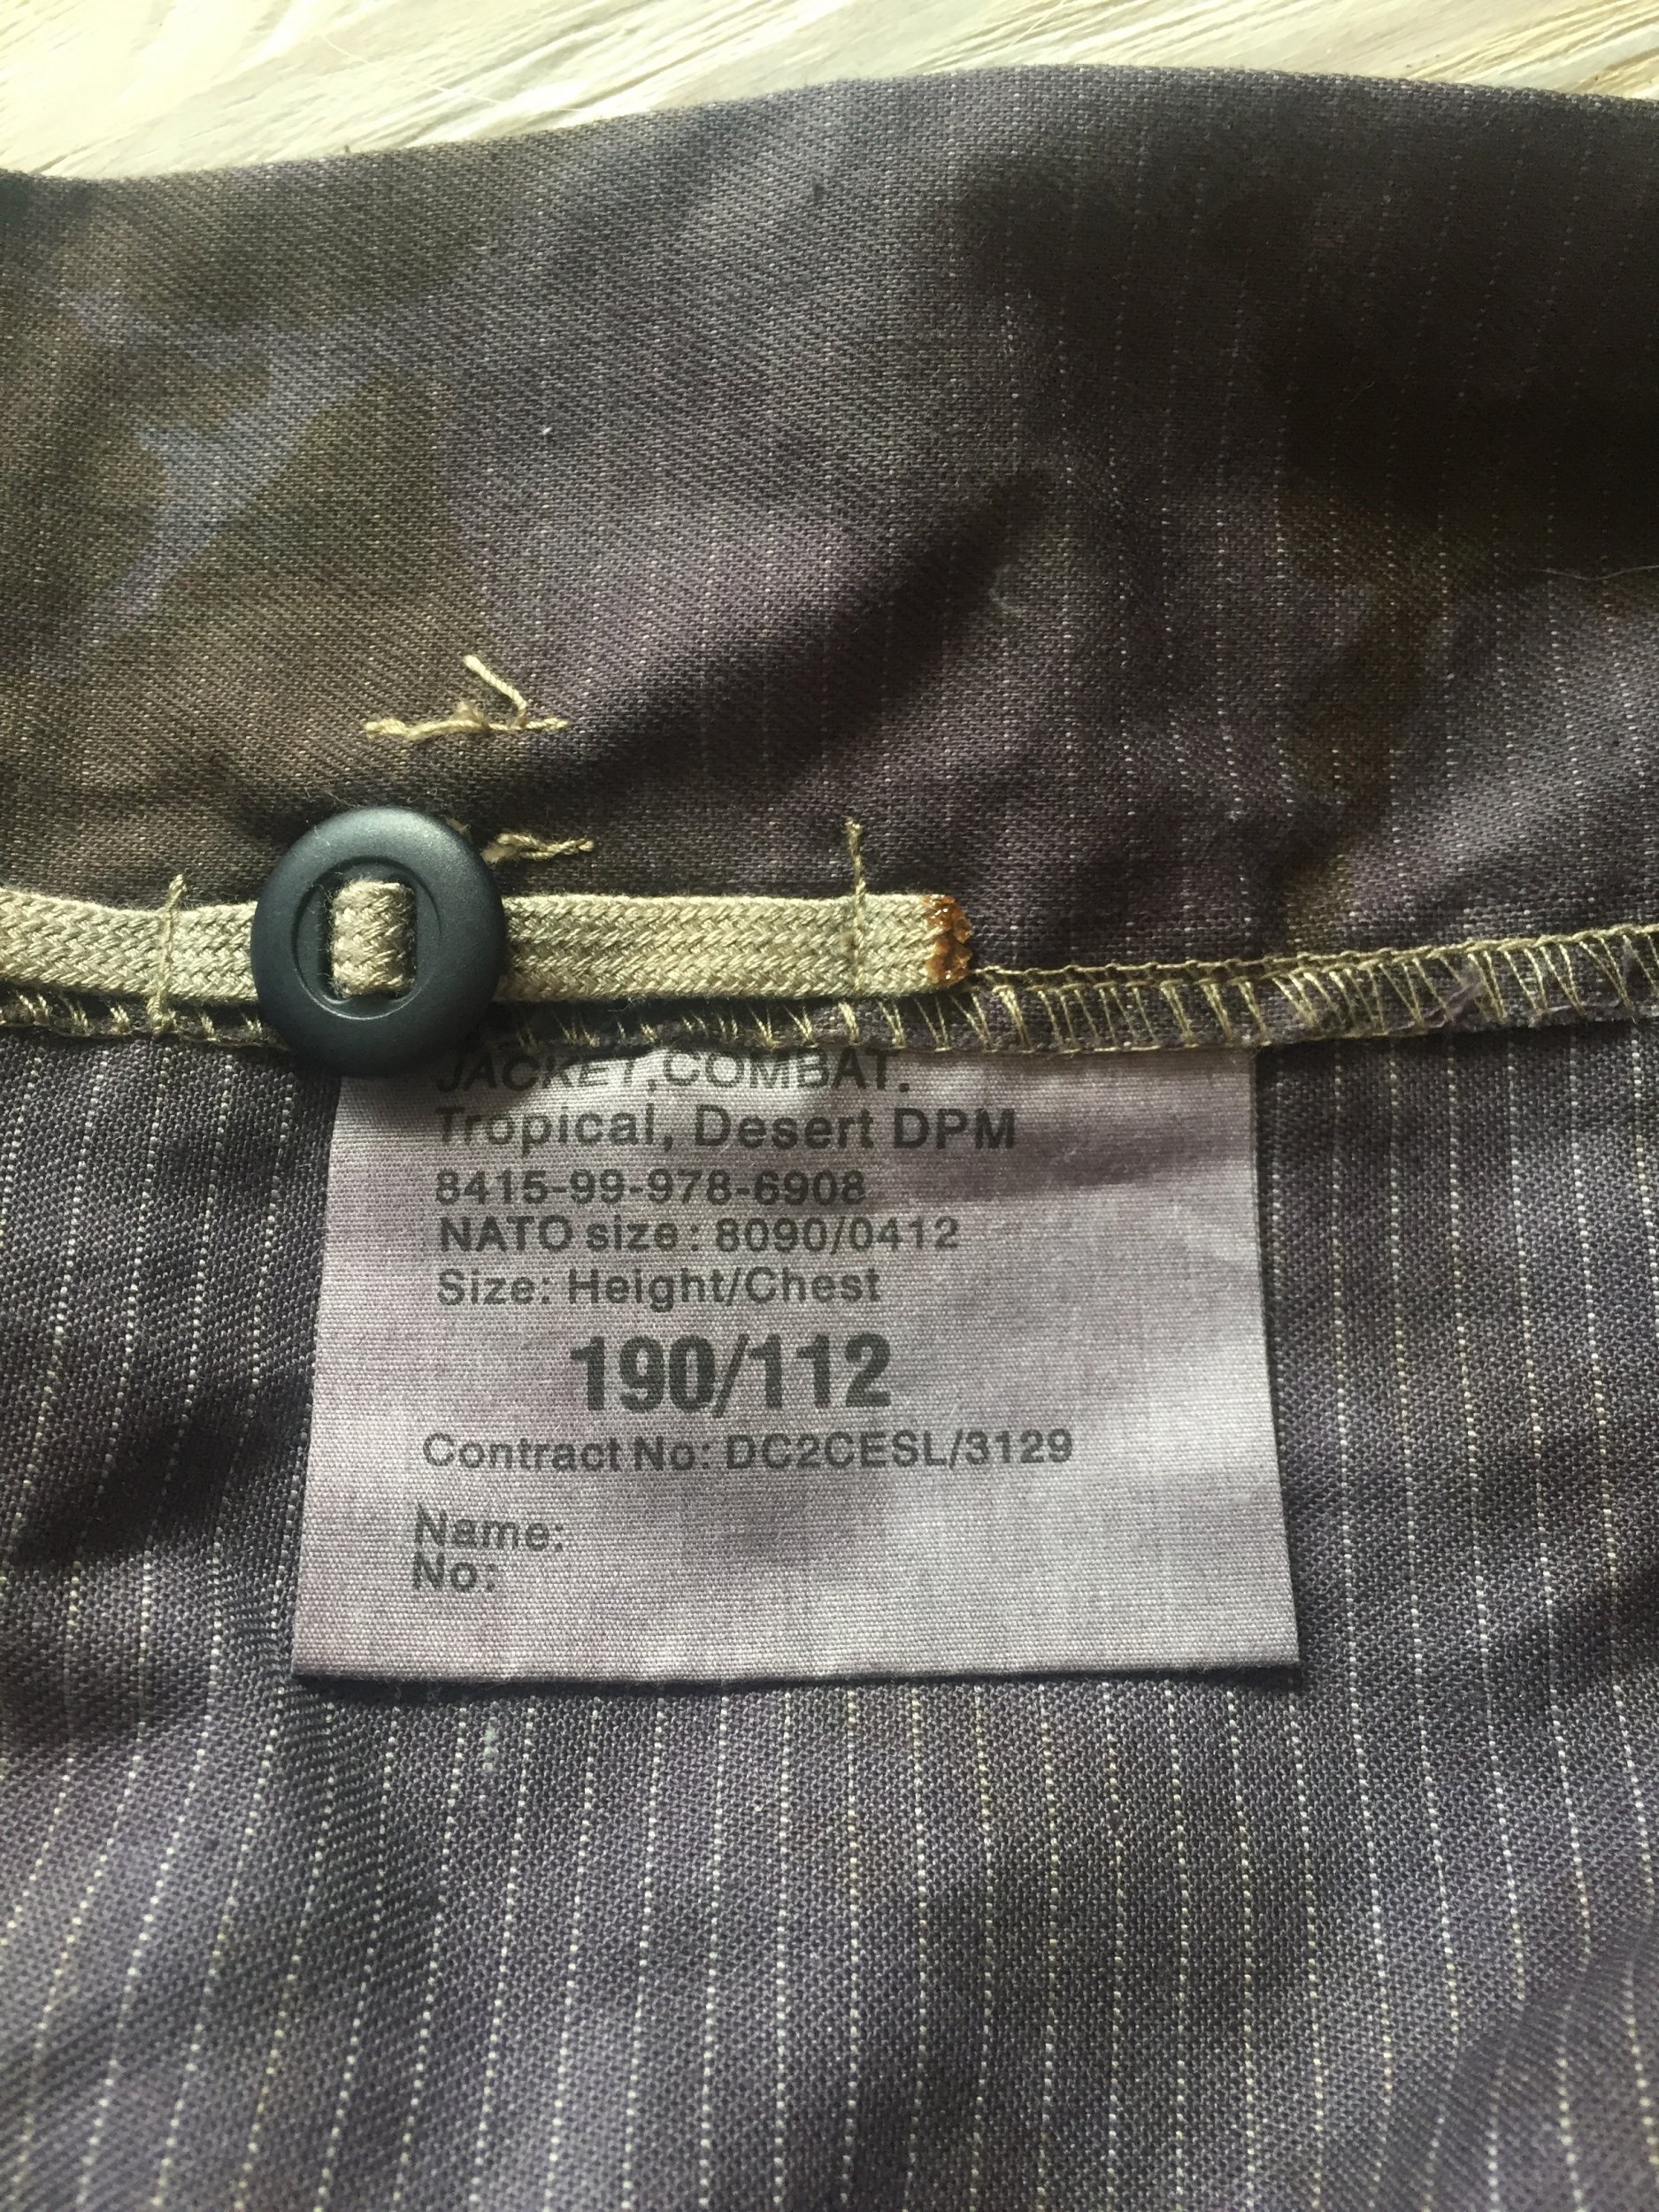 JACKET,COMBAT.
Tropical, Desert DPM
8415-99-978-6908
NATO size: 8090/0412
Size: Height/Chest
190/112
Contract No: DC2CESL/3129
Name:
No: